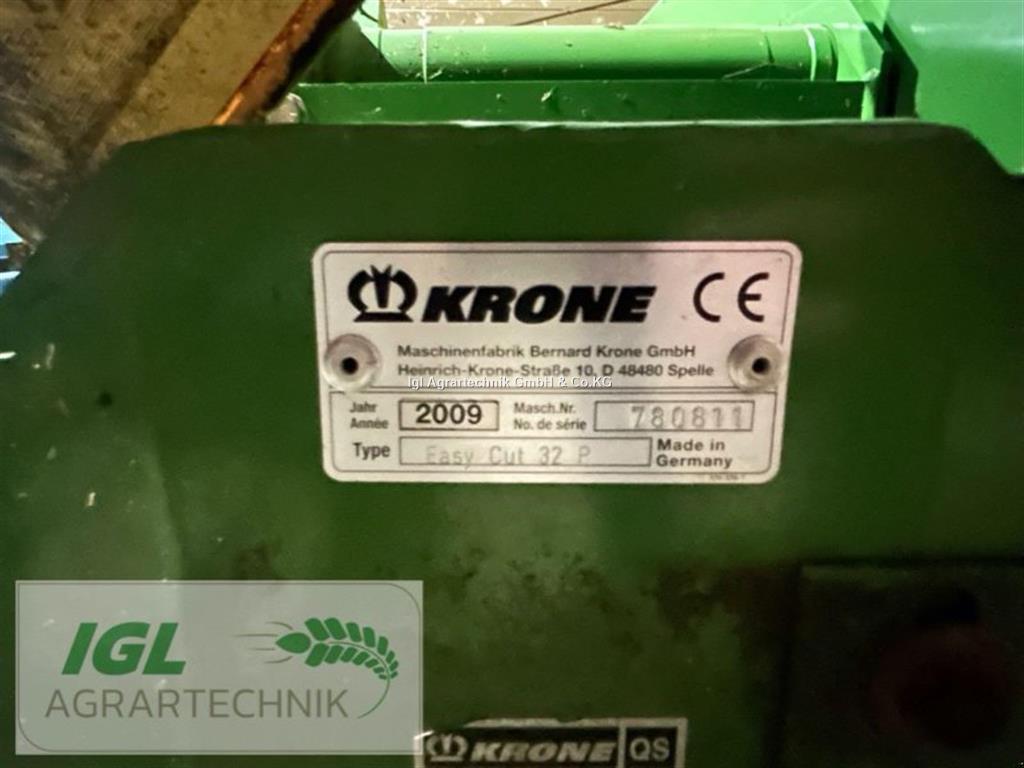 KRONE CE
Maschinenfabrik Bernard Krone GmbH
Heinrich-Krone-Straße 10, D 48480 Spelle
Igl Agrartechnik GmbH & Co.KG
Jahr
Année
2009
Masch.Nr.
No. de série
780811
Type
Easy Cut 32 P
Made in
Germany
IGL
AGRARTECHNIK
KRONE QS